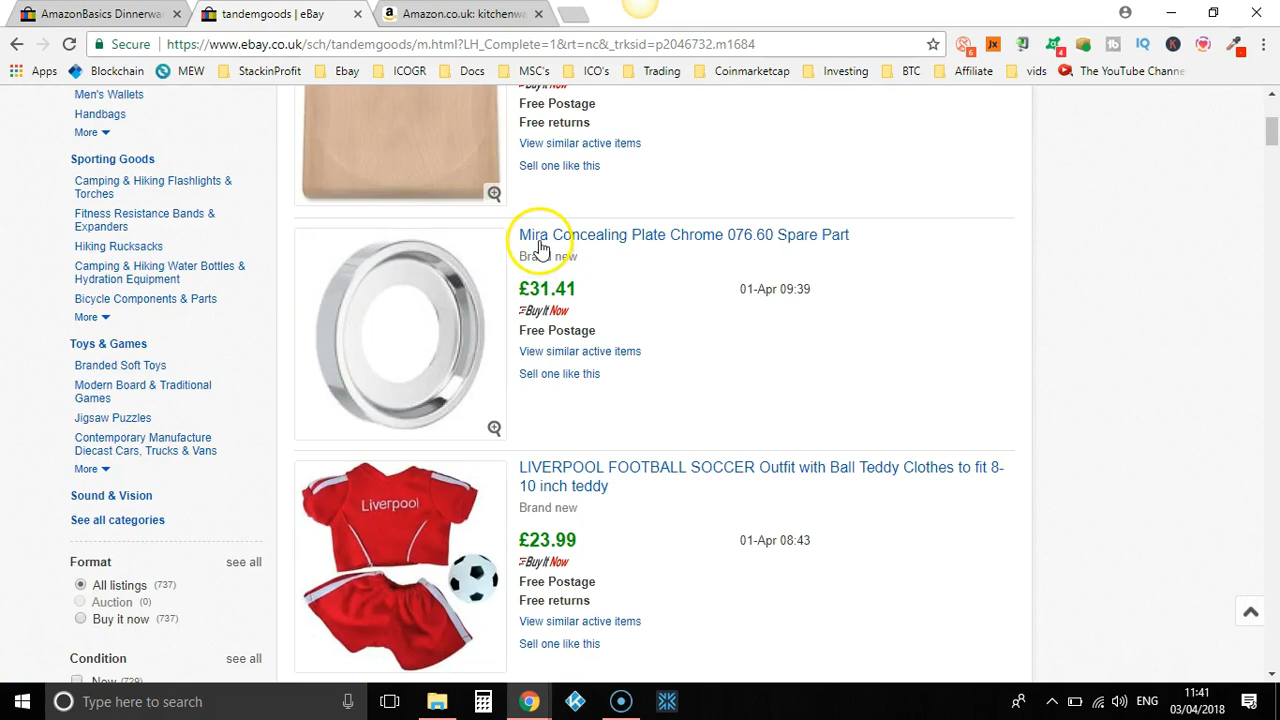 AmazonBasics Dinnerwa
tandemgoods | eBay
Amazon.co.uk: kitchenwa
Secure
https://www.ebay.co.uk/sch/tandemgoods/m.html?LH_Complete=1&rt=nc&_trksid=p2046732.m1684
Apps
Blockchain
MEW
StackinProfit
Ebay
ICOGR
Docs
MSC's
ICO's
Trading
Coinmarketcap
Investing
BTC
Affiliate
vids
The YouTube Channe
Men's Wallets
Handbags
More
Sporting Goods
Camping & Hiking Flashlights &
Torches
Fitness Resistance Bands &
Expanders
Hiking Rucksacks
Camping & Hiking Water Bottles &
Hydration Equipment
Bicycle Components & Parts
More
Toys & Games
Branded Soft Toys
Modern Board & Traditional
Games
Jigsaw Puzzles
Contemporary Manufacture
Diecast Cars, Trucks & Vans
More
Sound & Vision
See all categories
Format
see all
All listings (737)
Auction (0)
Buy it now (737)
Condition
see all
New (729)
Buy It Now
Free Postage
Free returns
View similar active items
Sell one like this
Mira Concealing Plate Chrome 076.60 Spare Part
Brand new
£31.41
01-Apr 09:39
Buy It Now
Free Postage
View similar active items
Sell one like this
Liverpool
LIVERPOOL FOOTBALL SOCCER Outfit with Ball Teddy Clothes to fit 8-
10 inch teddy
Brand new
£23.99
01-Apr 08:43
Buy It Now
Free Postage
Free returns
View similar active items
Sell one like this
Type here to search
ENG
11:41
03/04/2018